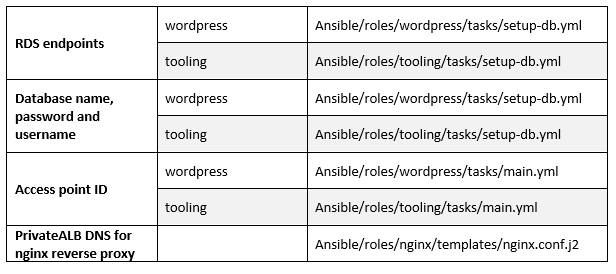 RDS endpoints
wordpress
Ansible/roles/wordpress/tasks/setup-db.yml
tooling
Ansible/roles/tooling/tasks/setup-db.yml
Database name,
password and
username
wordpress
Ansible/roles/wordpress/tasks/setup-db.yml
tooling
Ansible/roles/tooling/tasks/setup-db.yml
Access point ID
wordpress
Ansible/roles/wordpress/tasks/main.yml
tooling
Ansible/roles/tooling/tasks/main.yml
PrivateALB DNS for
nginx reverse proxy
Ansible/roles/nginx/templates/nginx.conf.j2